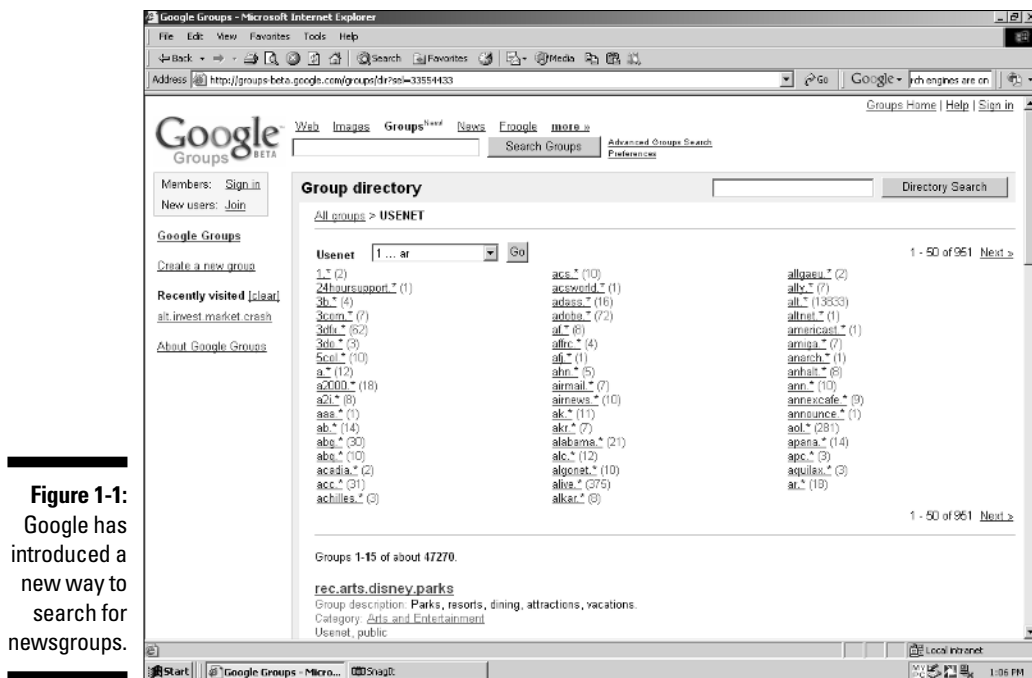 Google Groups - Microsoft Internet Explorer
File Edit View Favorites Tools Help
Back Search Favorites Media
Address http://groups-beta.google.com/groups/dir?sel=33554433 Go Google rch engines are on
Groups Home | Help | Sign in
Google Groups BETA
Web Images Groups New! News Froogle more »
Search Groups Advanced Groups Search
Preferences
Members: Sign in
New users: Join
Google Groups
Create a new group
Recently visited [clear]
alt.invest.market.crash
About Google Groups
Group directory Directory Search
All groups > USENET
Usenet 1 ... ar Go 1 - 50 of 951 Next »
1.* (2) acs.* (10) allgaeu.* (2)
24hoursupport.* (1) acsworld.* (1) ally.* (7)
3b.* (4) adass.* (16) alt.* (13833)
3com.* (7) adobe.* (72) altnet.* (1)
3dfx.* (62) af.* (8) americast.* (1)
3do.* (3) affrc.* (4) amiga.* (7)
5col.* (10) afj.* (1) anarch.* (1)
a.* (12) ahn.* (5) anhalt.* (8)
a2000.* (18) airmail.* (7) ann.* (10)
a2i.* (8) airnews.* (10) annexcafe.* (9)
aaa.* (1) ak.* (11) announce.* (1)
ab.* (14) akr.* (7) aol.* (281)
abg.* (30) alabama.* (21) apana.* (14)
abq.* (10) alc.* (12) apc.* (3)
acadia.* (2) algonet.* (10) aquilax.* (3)
acc.* (31) alive.* (375) ar.* (18)
achilles.* (3) alkar.* (8)
1 - 50 of 951 Next »
Groups 1-15 of about 47270.
rec.arts.disney.parks
Group description: Parks, resorts, dining, attractions, vacations.
Category: Arts and Entertainment
Usenet, public
Local intranet
Start Google Groups - Micro... SnagIt 1:06 PM
Figure 1-1:
Google has
introduced a
new way to
search for
newsgroups.